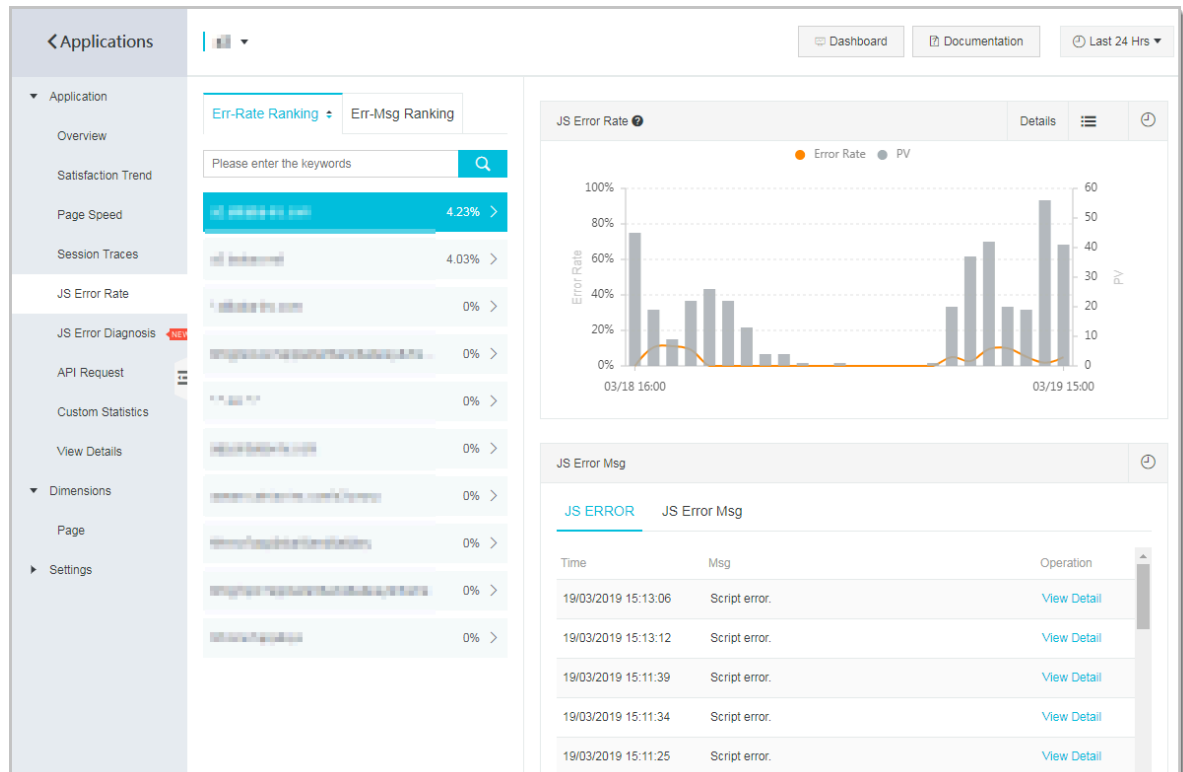 Applications
Dashboard
Documentation
Last 24 Hrs
Application
Overview
Satisfaction Trend
Page Speed
Session Traces
JS Error Rate
JS Error Diagnosis
NEW
API Request
Custom Statistics
View Details
Dimensions
Page
Settings
Err-Rate Ranking
Err-Msg Ranking
Please enter the keywords
4.23%
4.03%
0%
0%
0%
0%
0%
0%
0%
0%
JS Error Rate
Details
Error Rate
PV
100%
80%
60%
40%
20%
0%
Error Rate
60
50
40
30
20
10
0
PV
03/18 16:00
03/19 15:00
JS Error Msg
JS ERROR
JS Error Msg
Time Msg Operation
19/03/2019 15:13:06 Script error. View Detail
19/03/2019 15:13:12 Script error. View Detail
19/03/2019 15:11:39 Script error. View Detail
19/03/2019 15:11:34 Script error. View Detail
19/03/2019 15:11:25 Script error. View Detail